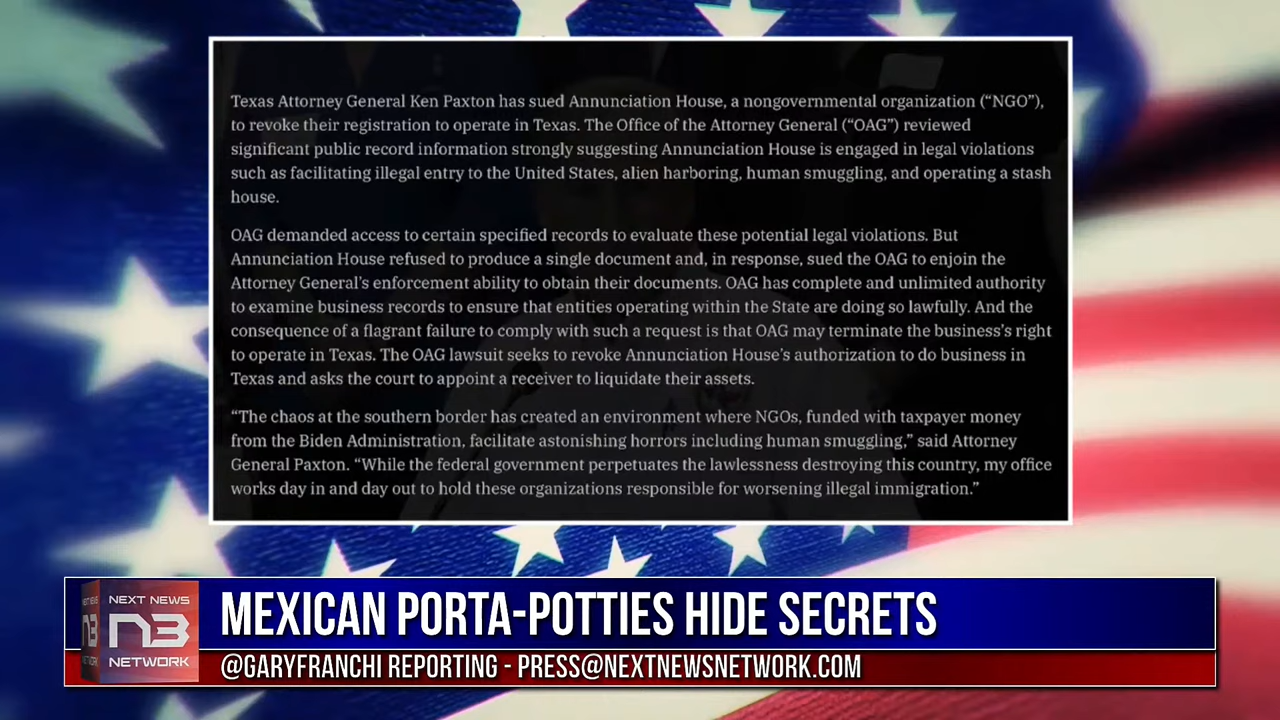 Texas Attorney General Ken Paxton has sued Annunciation House, a nongovernmental organization (“NGO”),
to revoke their registration to operate in Texas. The Office of the Attorney General (“OAG”) reviewed
significant public record information strongly suggesting Annunciation House is engaged in legal violations
such as facilitating illegal entry to the United States, alien harboring, human smuggling, and operating a stash
house.
OAG demanded access to certain specified records to evaluate these potential legal violations. But
Annunciation House refused to produce a single document and, in response, sued the OAG to enjoin the
Attorney General’s enforcement ability to obtain their documents. OAG has complete and unlimited authority
to examine business records to ensure that entities operating within the State are doing so lawfully. And the
consequence of a flagrant failure to comply with such a request is that OAG may terminate the business’s right
to operate in Texas. The OAG lawsuit seeks to revoke Annunciation House’s authorization to do business in
Texas and asks the court to appoint a receiver to liquidate their assets.
“The chaos at the southern border has created an environment where NGOs, funded with taxpayer money
from the Biden Administration, facilitate astonishing horrors including human smuggling,” said Attorney
General Paxton. “While the federal government perpetuates the lawlessness destroying this country, my office
works day in and day out to hold these organizations responsible for worsening illegal immigration.”
NEXT NEWS
N3
NETWORK
MEXICAN PORTA-POTTIES HIDE SECRETS
@GARYFRANCHI REPORTING - PRESS@NEXTNEWSNETWORK.COM